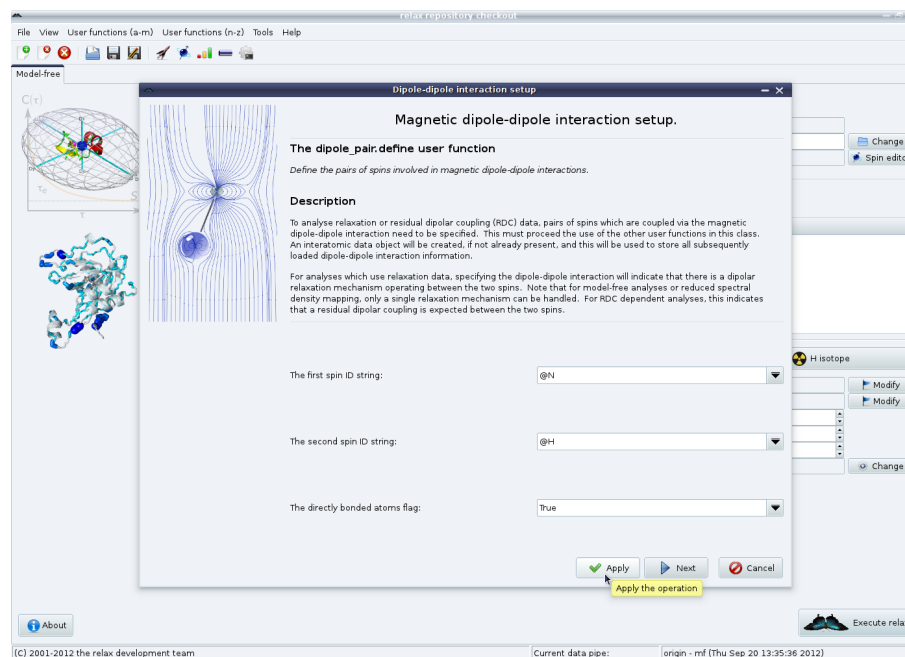 relax repository checkout
File View User functions (a-m) User functions (n-z) Tools Help
Model-free
C(τ)
Dipole-dipole interaction setup
Magnetic dipole-dipole interaction setup.
The dipole_pair.define user function
Define the pairs of spins involved in magnetic dipole-dipole interactions.
Description
To analyse relaxation or residual dipolar coupling (RDC) data, pairs of spins which are coupled via the magnetic
dipole-dipole interaction need to be specified. This must proceed the use of the other user functions in this class.
An interatomic data object will be created, if not already present, and this will be used to store all subsequently
loaded dipole-dipole interaction information.
For analyses which use relaxation data, specifying the dipole-dipole interaction will indicate that there is a dipolar
relaxation mechanism operating between the two spins. Note that for model-free analyses or reduced spectral
density mapping, only a single relaxation mechanism can be handled. For RDC dependent analyses, this indicates
that a residual dipolar coupling is expected between the two spins.
The first spin ID string:
@N
The second spin ID string:
@H
The directly bonded atoms flag:
True
Apply
Next
Cancel
Apply the operation
Change
Spin edito
H isotope
Modify
Modify
Change
About
Execute rela
(C) 2001-2012 the relax development team
Current data pipe:
origin - mf (Thu Sep 20 13:35:36 2012)